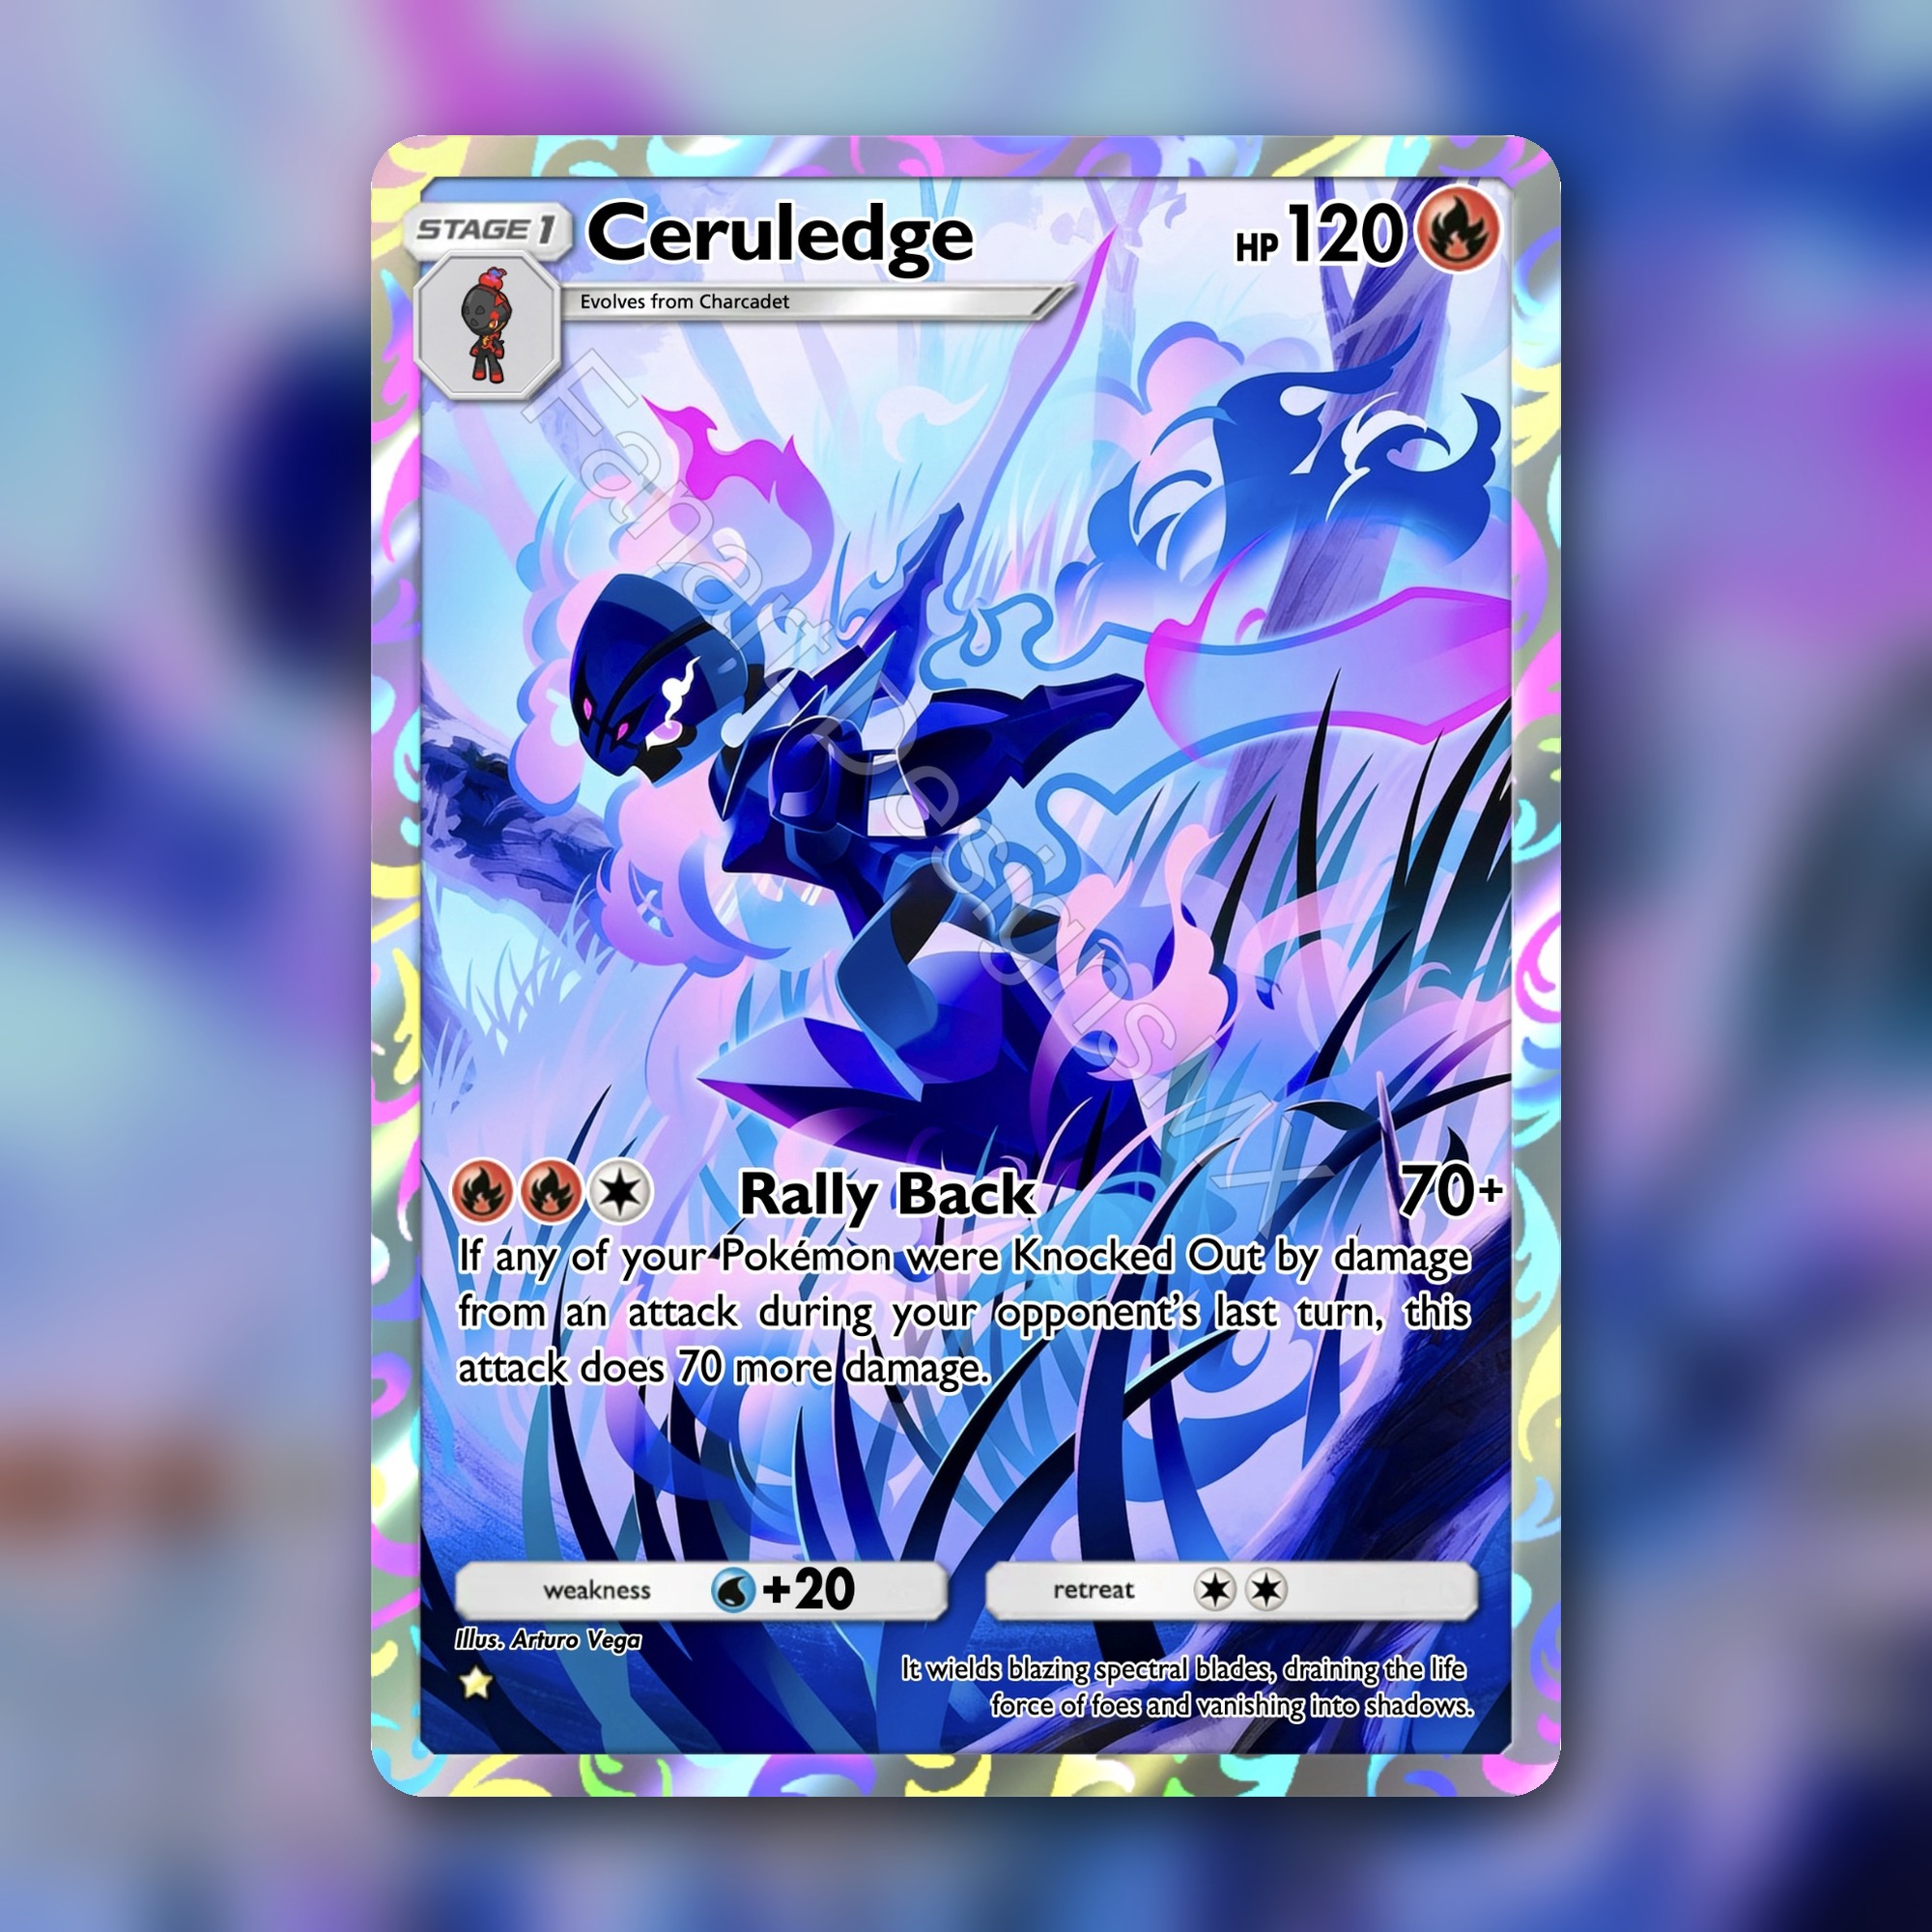 STAGE 1
Ceruledge
HP 120
Evolves from Charcadet
FanartDesignsMX
Rally Back
70+
If any of your Pokémon were Knocked Out by damage
from an attack during your opponent's last turn, this
attack does 70 more damage.
weakness +20
retreat
Illus. Arturo Vega
It wields blazing spectral blades, draining the life
force of foes and vanishing into shadows.